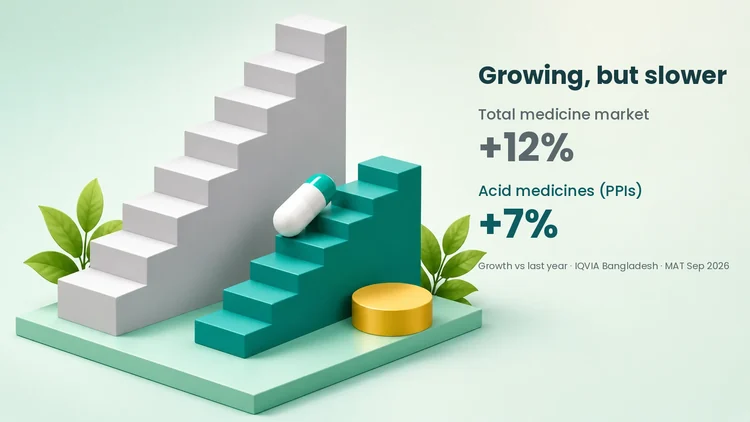 Growing, but slower
Total medicine market
+12%
Acid medicines (PPIs)
+7%
Growth vs last year · IQVIA Bangladesh · MAT Sep 2026